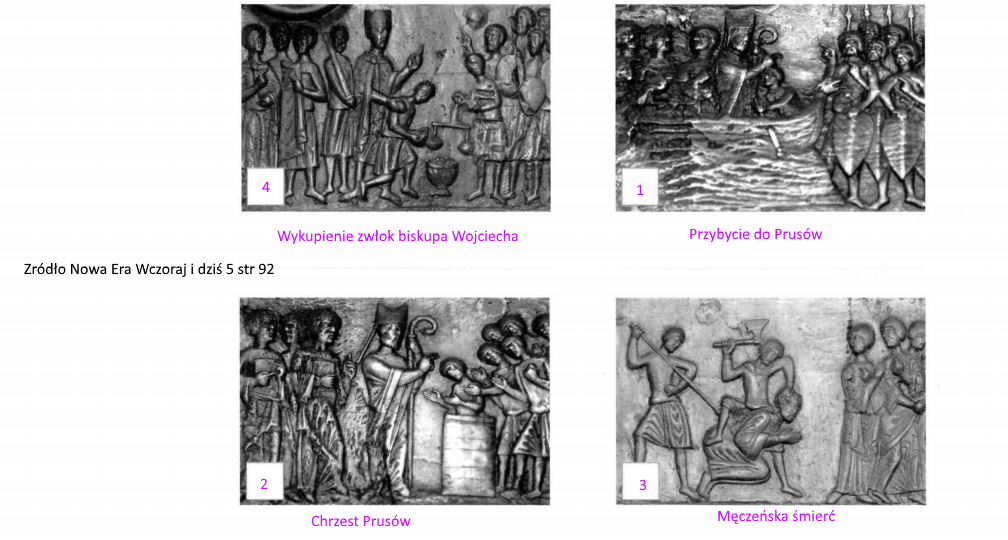 4
1
Wykupienie zwłok biskupa Wojciecha
Przybycie do Prusów
Zródło Nowa Era Wczoraj i dziś 5 str 92
2
3
Chrzest Prusów
Męczeńska śmierć